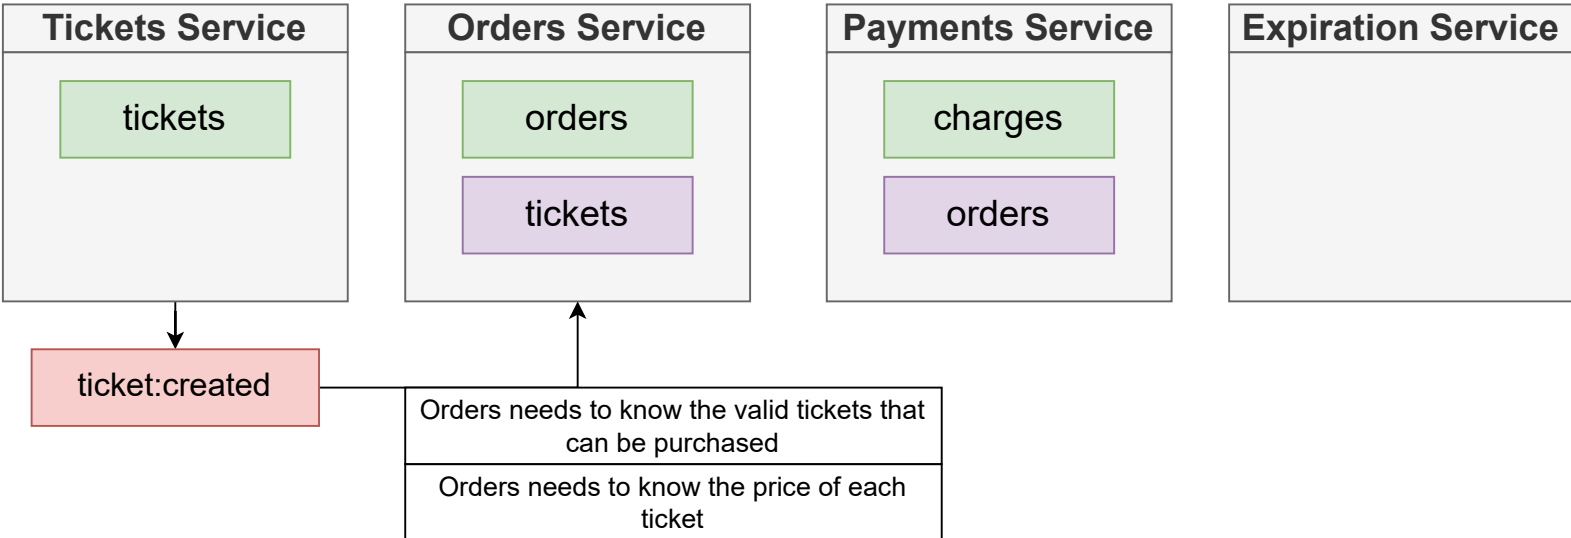 Tickets Service
Orders Service
Payments Service
Expiration Service
tickets
orders
charges
tickets
orders
ticket:created
Orders needs to know the valid tickets that
can be purchased
Orders needs to know the price of each
ticket